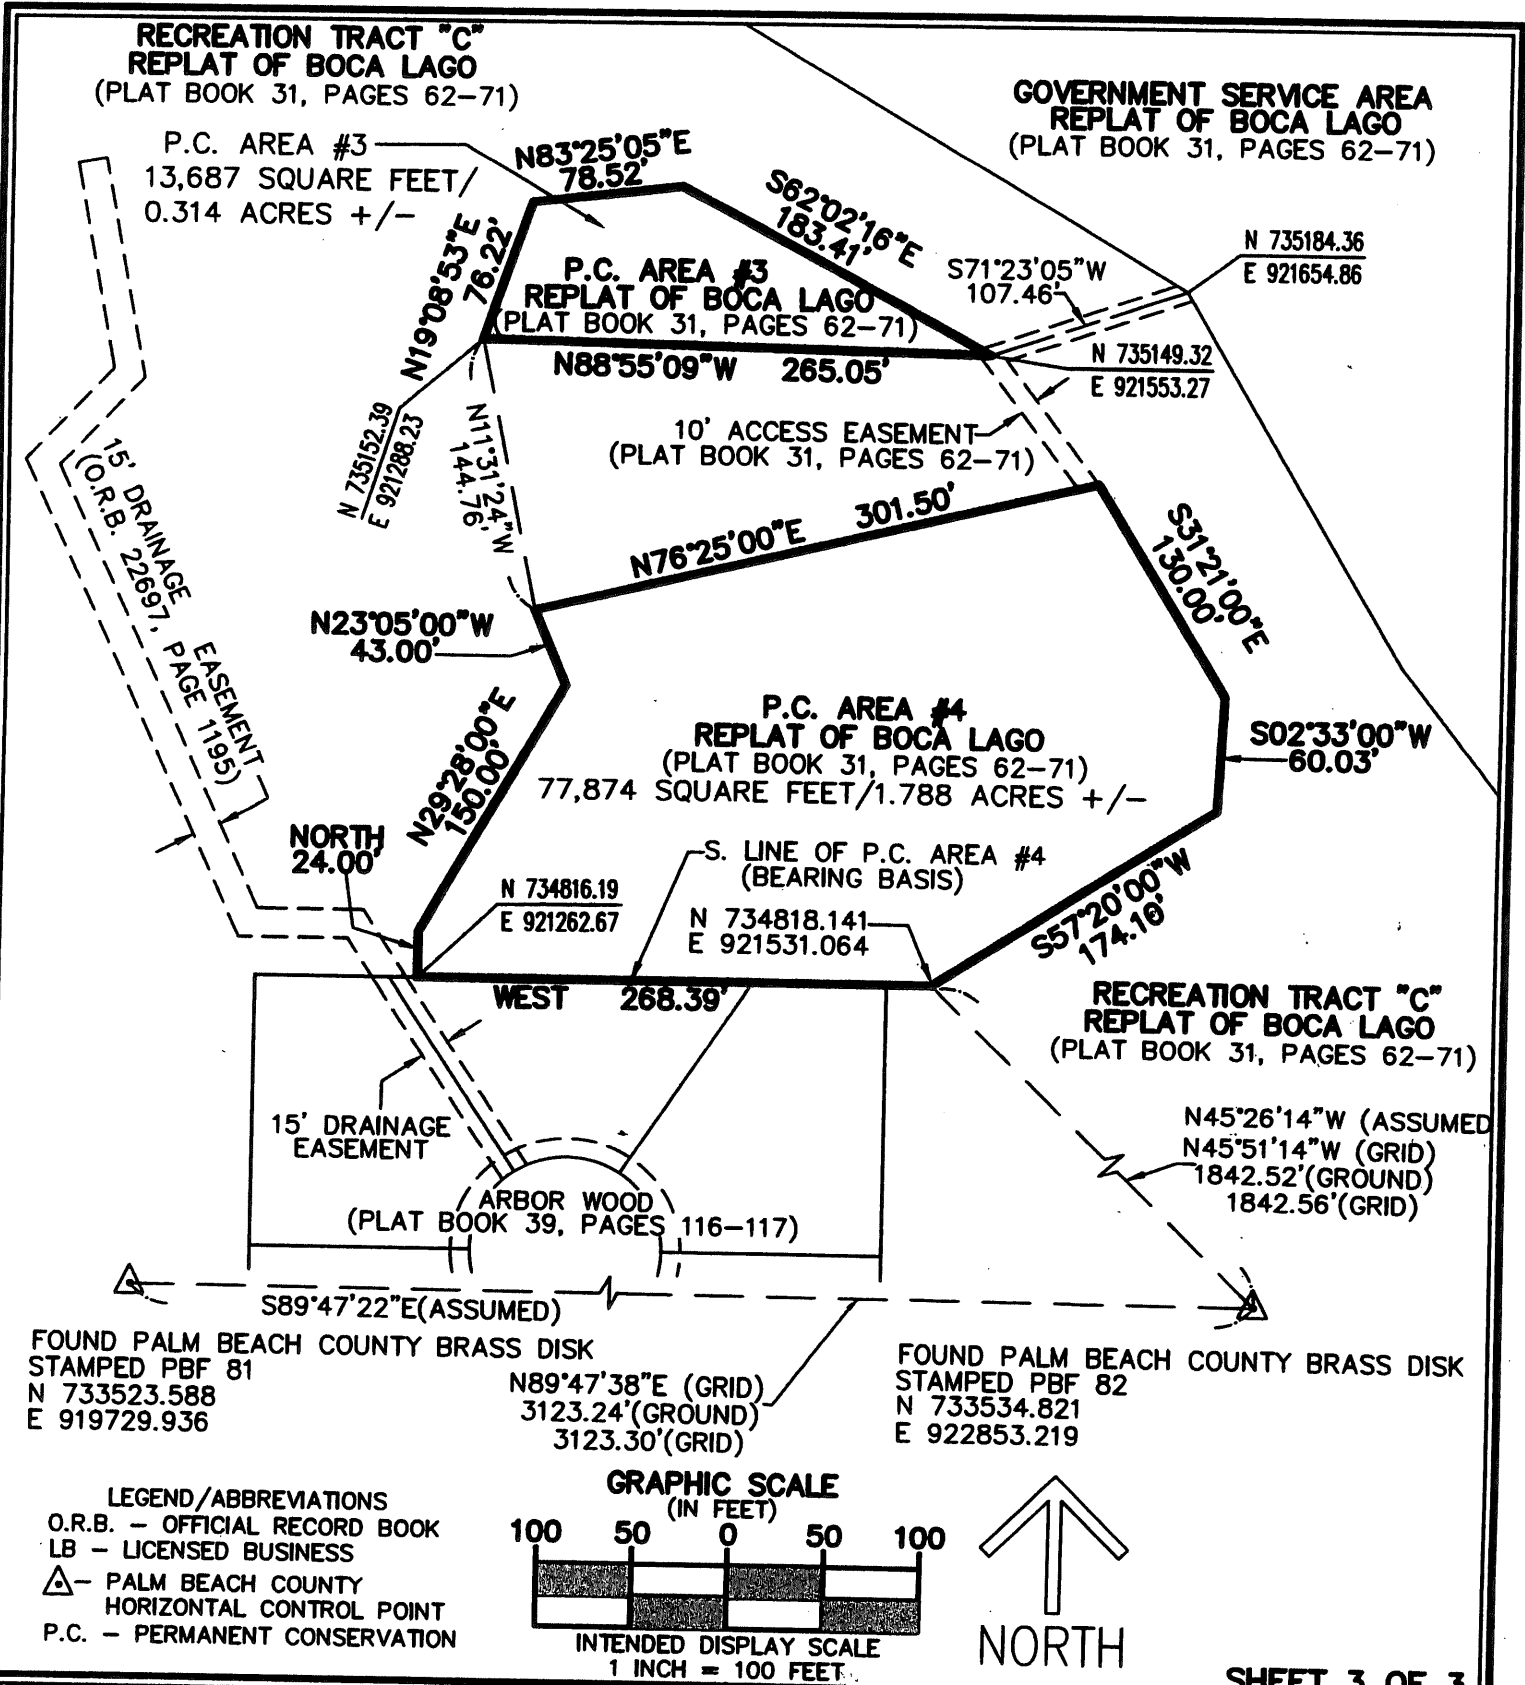 RECREATION TRACT "C"
REPLAT OF BOCA LAGO
(PLAT BOOK 31, PAGES 62-71)
GOVERNMENT SERVICE AREA
REPLAT OF BOCA LAGO
(PLAT BOOK 31, PAGES 62-71)
P.C. AREA #3
13,687 SQUARE FEET/
0.314 ACRES +/-
N83°25'05"E
78.52'
S62°02'16"E
183.41'
N19°08'53"E
76.22'
P.C. AREA #3
REPLAT OF BOCA LAGO
(PLAT BOOK 31, PAGES 62-71)
S71°23'05"W
107.46'
N 735184.36
E 921654.86
N88°55'09"W 265.05'
N 735149.32
E 921553.27
N 735152.39
E 921288.23
N11°31'24"W
144.76'
10' ACCESS EASEMENT
(PLAT BOOK 31, PAGES 62-71)
15' DRAINAGE EASEMENT
(O.R.B. 22697, PAGE 1195)
N76°25'00"E 301.50'
S31°21'00"E
130.00'
N23°05'00"W
43.00'
N29°28'00"E
150.00'
P.C. AREA #4
REPLAT OF BOCA LAGO
(PLAT BOOK 31, PAGES 62-71)
77,874 SQUARE FEET/1.788 ACRES +/-
S02°33'00"W
60.03'
NORTH
24.00'
S. LINE OF P.C. AREA #4
(BEARING BASIS)
N 734816.19
E 921262.67
N 734818.141
E 921531.064
S57°20'00"W
174.10'
WEST 268.39'
RECREATION TRACT "C"
REPLAT OF BOCA LAGO
(PLAT BOOK 31, PAGES 62-71)
15' DRAINAGE
EASEMENT
N45°26'14"W (ASSUMED
N45°51'14"W (GRID)
1842.52'(GROUND)
1842.56'(GRID)
ARBOR WOOD
(PLAT BOOK 39, PAGES 116-117)
S89°47'22"E(ASSUMED)
FOUND PALM BEACH COUNTY BRASS DISK
STAMPED PBF 81
N 733523.588
E 919729.936
N89°47'38"E (GRID)
3123.24'(GROUND)
3123.30'(GRID)
FOUND PALM BEACH COUNTY BRASS DISK
STAMPED PBF 82
N 733534.821
E 922853.219
LEGEND/ABBREVIATIONS
O.R.B. - OFFICIAL RECORD BOOK
LB - LICENSED BUSINESS
- PALM BEACH COUNTY
HORIZONTAL CONTROL POINT
P.C. - PERMANENT CONSERVATION
GRAPHIC SCALE
(IN FEET)
100 50 0 50 100
INTENDED DISPLAY SCALE
1 INCH = 100 FEET
NORTH
SHEET 3 OF 3